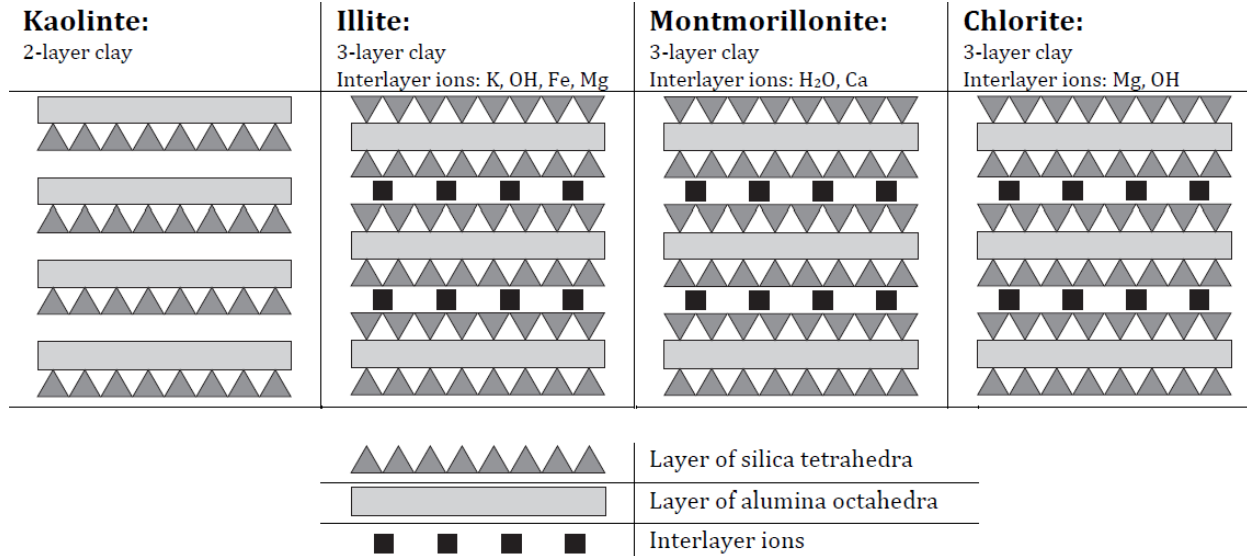 Kaolinte:
2-layer clay
Illite:
3-layer clay
Interlayer ions: K, OH, Fe, Mg
Montmorillonite:
3-layer clay
Interlayer ions: H₂O, Ca
Chlorite:
3-layer clay
Interlayer ions: Mg, OH
Layer of silica tetrahedra
Layer of alumina octahedra
Interlayer ions